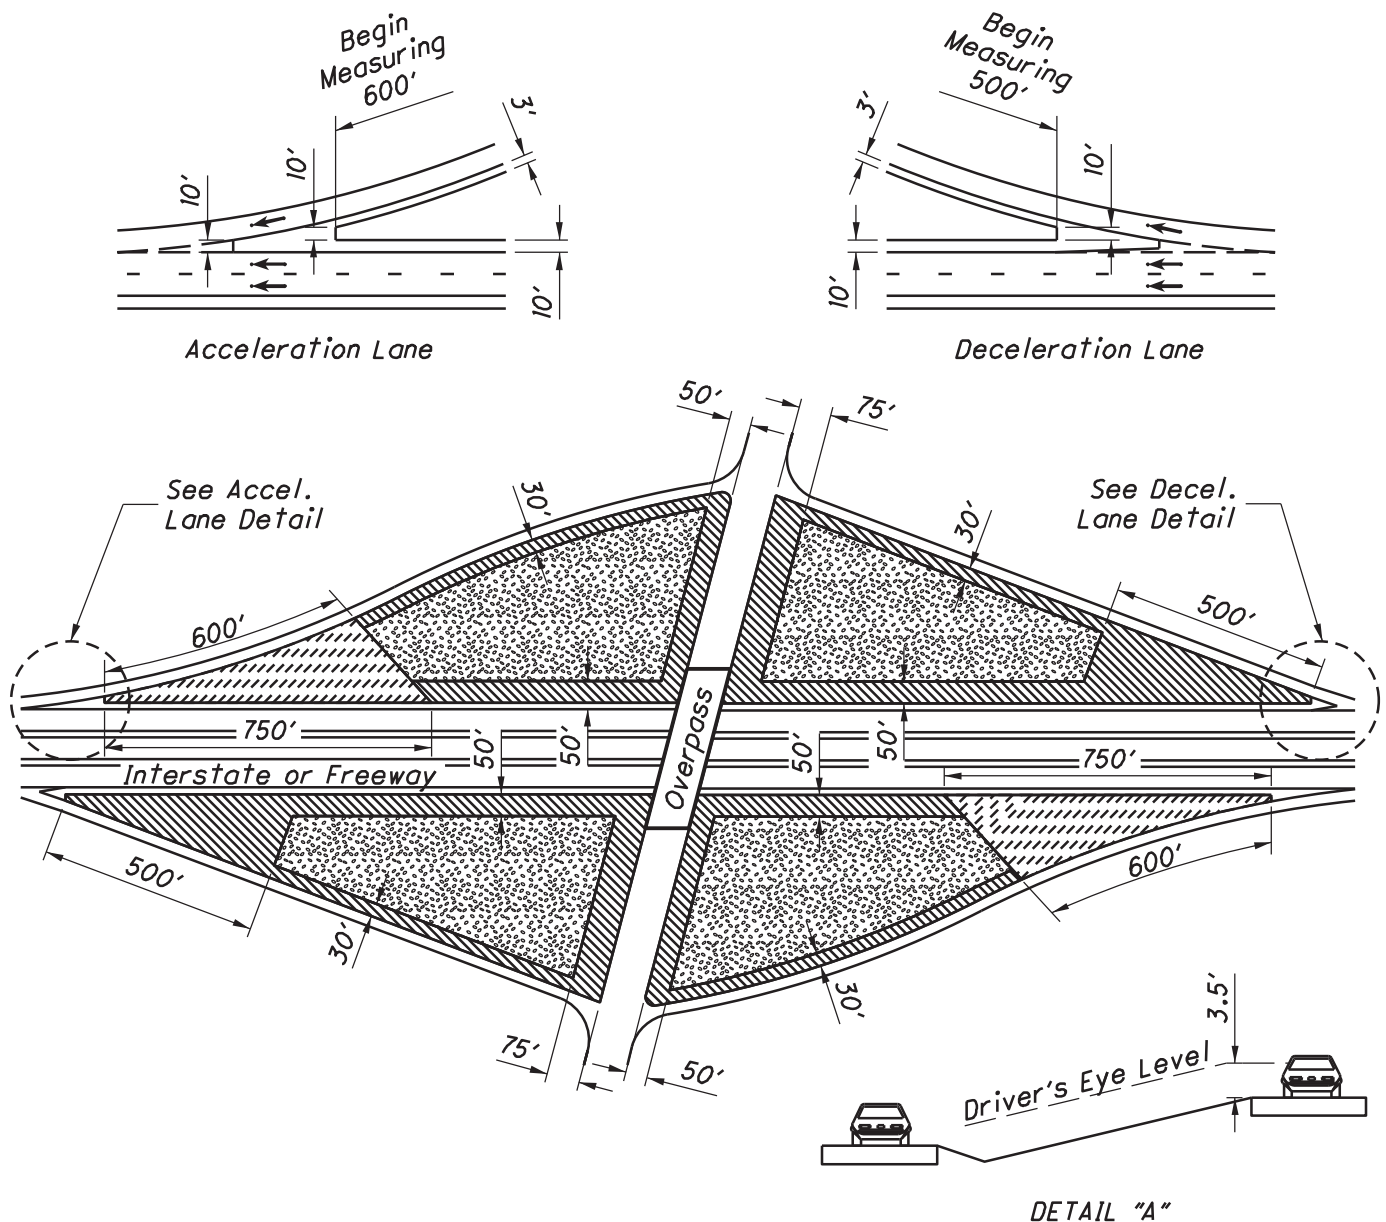 Begin
Measuring
600'
3'
10'
10'
10'
Acceleration Lane
Begin
Measuring
500'
3'
10'
10'
Deceleration Lane
50'
75'
See Accel.
Lane Detail
See Decel.
Lane Detail
30'
30'
600'
500'
750'
50'
50'
Overpass
50'
50'
750'
Interstate or Freeway
500'
600'
30'
30'
75'
50'
3.5'
Driver's Eye Level
DETAIL "A"